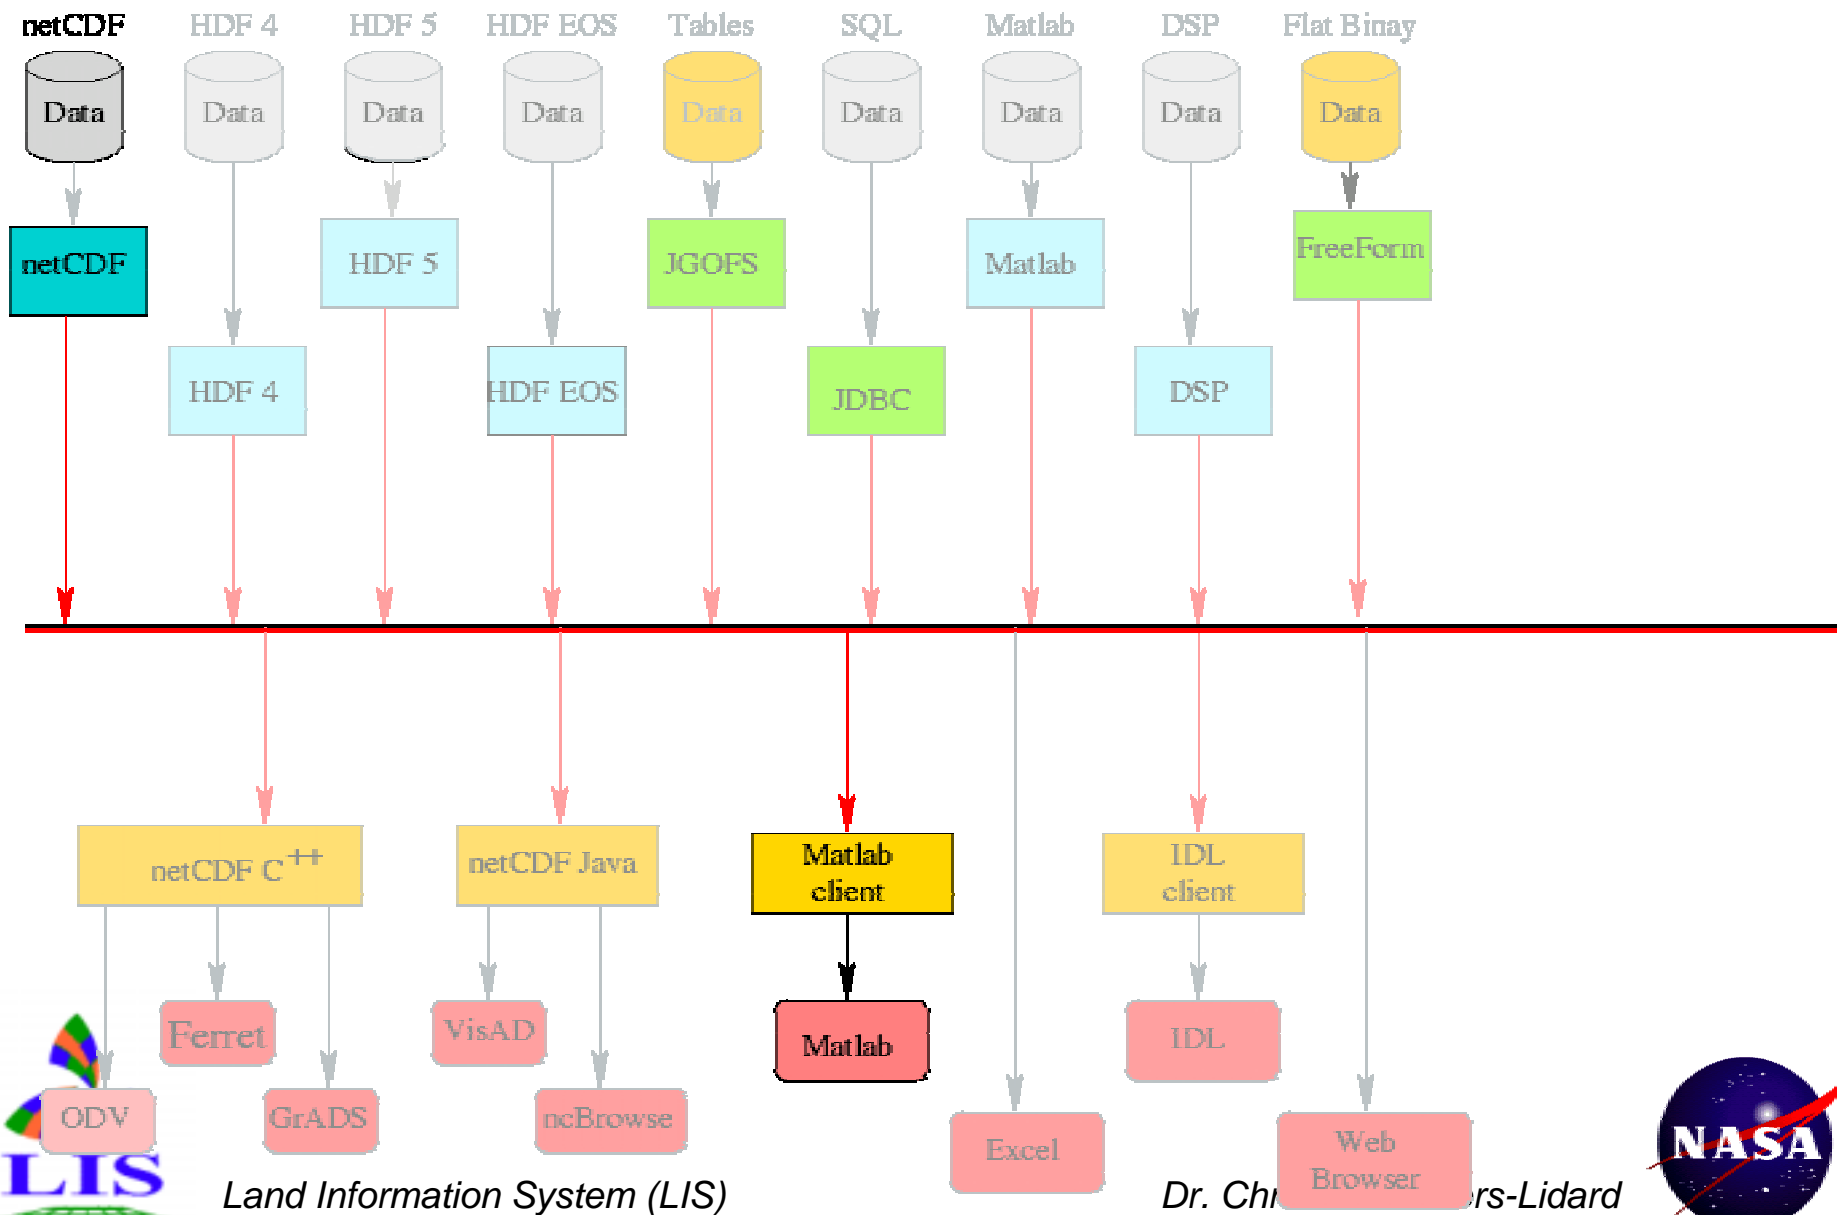 netCDF HDF 4 HDF 5 HDF EOS Tables SQL Matlab DSP Flat Binay
Data Data Data Data Data Data Data Data Data
netCDF HDF 5 JGOFS Matlab FreeForm
HDF 4 HDF EOS JDBC DSP
netCDF C++
netCDF Java
Matlab
client
IDL
client
Ferret
VisAD
Matlab
IDL
ODV
GrADS
ncBrowse
Excel
Web
Browser
LIS
Land Information System (LIS)
Dr.
NASA